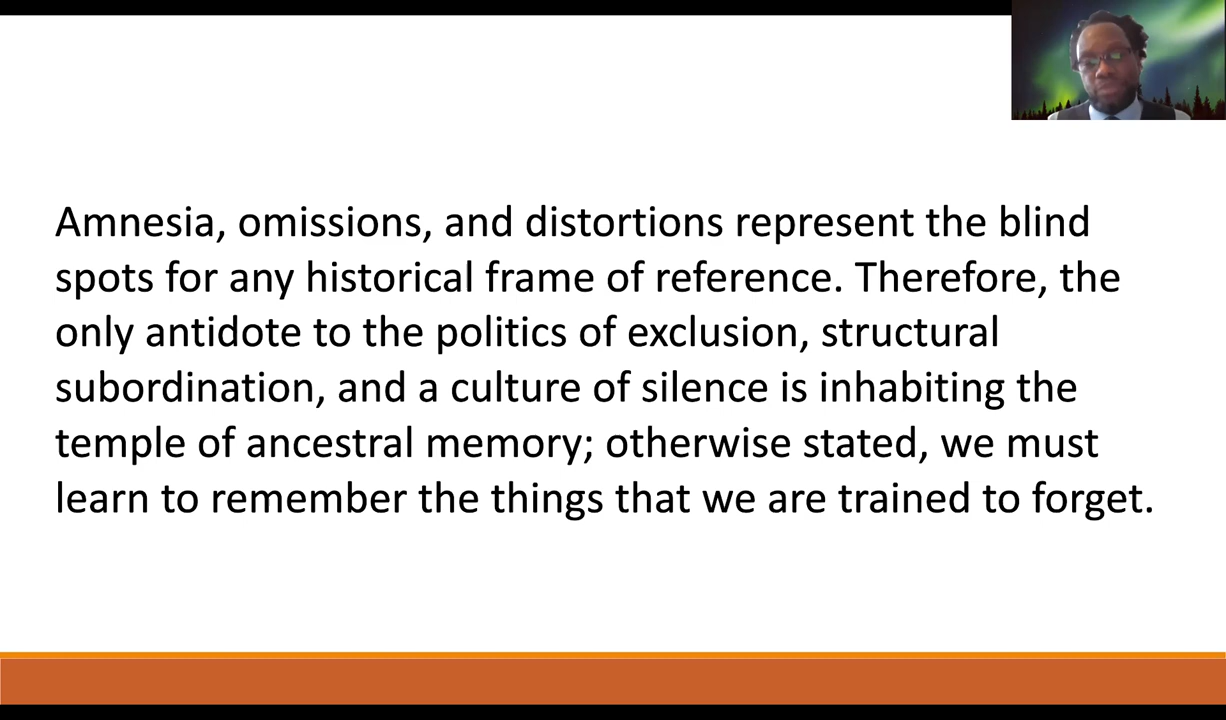 Amnesia, omissions, and distortions represent the blind
spots for any historical frame of reference. Therefore, the
only antidote to the politics of exclusion, structural
subordination, and a culture of silence is inhabiting the
temple of ancestral memory; otherwise stated, we must
learn to remember the things that we are trained to forget.